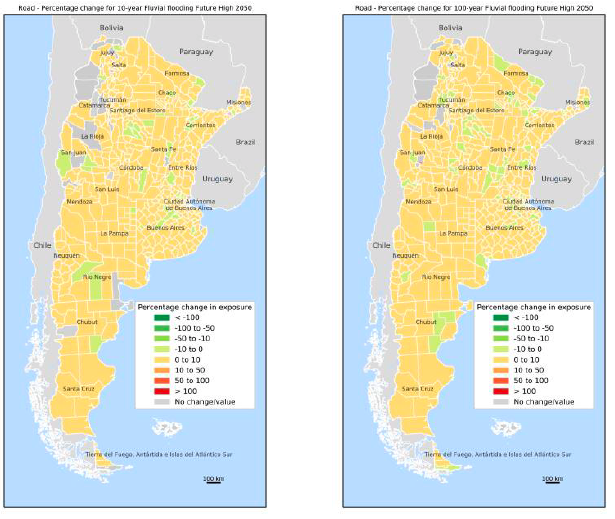 Road - Percentage change for 10-year Fluvial flooding Future High 2050
Bolivia
Paraguay
Jujuy
Salta
Formosa
Chaco
Tucumán
Misiones
Catamarca
Santiago del Estero
Corrientes
La Rioja
Brazil
San Juan
Santa Fe
Córdoba
Entre Ríos
Uruguay
San Luis
Mendoza
Ciudad Autónoma
de Buenos Aires
Buenos Aires
La Pampa
Chile
Neuquén
Río Negro
Chubut
Santa Cruz
Tierra del Fuego, Antártida e Islas del Atlántico Sur
Percentage change in exposure
< -100
-100 to -50
-50 to -10
-10 to 0
0 to 10
10 to 50
50 to 100
> 100
No change/value
100 km
Road - Percentage change for 100-year Fluvial flooding Future High 2050
Bolivia
Paraguay
Jujuy
Salta
Formosa
Chaco
Tucumán
Misiones
Catamarca
Santiago del Estero
Corrientes
La Rioja
Brazil
San Juan
Santa Fe
Córdoba
Entre Ríos
Uruguay
San Luis
Mendoza
Ciudad Autónoma
de Buenos Aires
Buenos Aires
La Pampa
Chile
Neuquén
Río Negro
Chubut
Santa Cruz
Tierra del Fuego, Antártida e Islas del Atlántico Sur
Percentage change in exposure
< -100
-100 to -50
-50 to -10
-10 to 0
0 to 10
10 to 50
50 to 100
> 100
No change/value
100 km